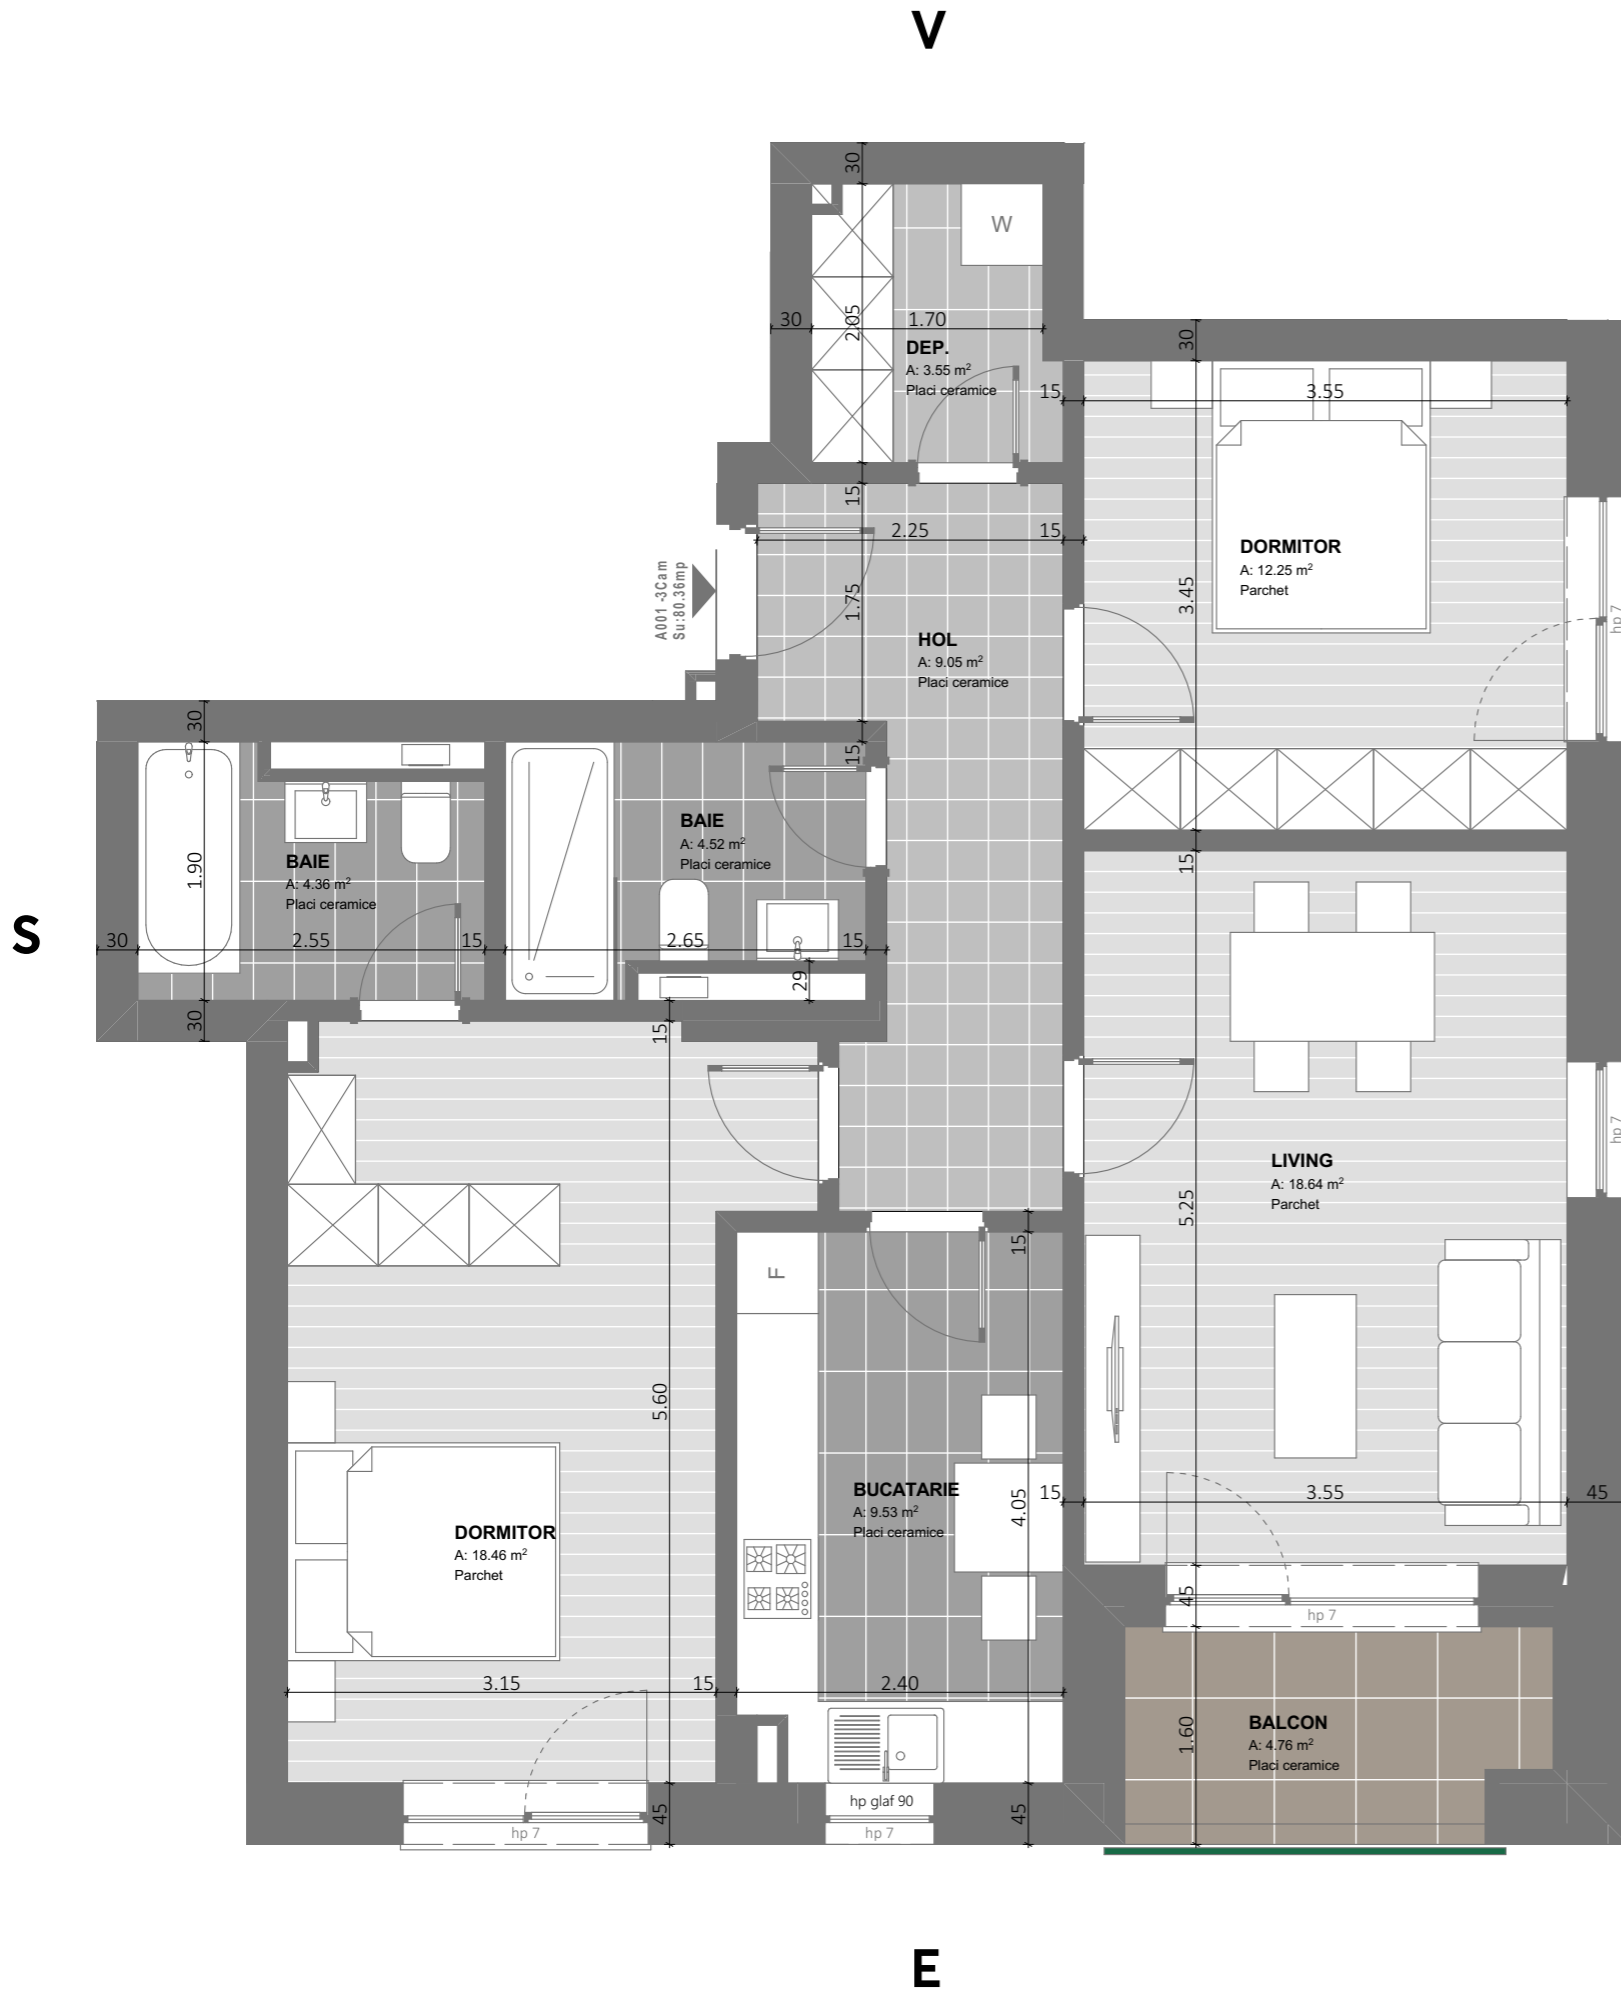 V
30
W
30
2.05
1.70
DEP.
A: 3.55 m²
Placi ceramice
30
15
3.55
15
2.25
15
DORMITOR
A: 12.25 m²
Parchet
3.45
hp 7
A001 -3Cam
Su:80.36mp
1.75
HOL
A: 9.05 m²
Placi ceramice
30
15
BAIE
A: 4.52 m²
Placi ceramice
BAIE
A: 4.36 m²
Placi ceramice
1.90
15
S
30
2.55
15
2.65
15
29
30
15
hp 7
LIVING
A: 18.64 m²
Parchet
5.25
15
F
5.60
BUCATARIE
A: 9.53 m²
Placi ceramice
4.05
15
3.55
45
DORMITOR
A: 18.46 m²
Parchet
45
hp 7
3.15
15
2.40
1.60
BALCON
A: 4.76 m²
Placi ceramice
45
hp 7
hp glaf 90
hp 7
45
E